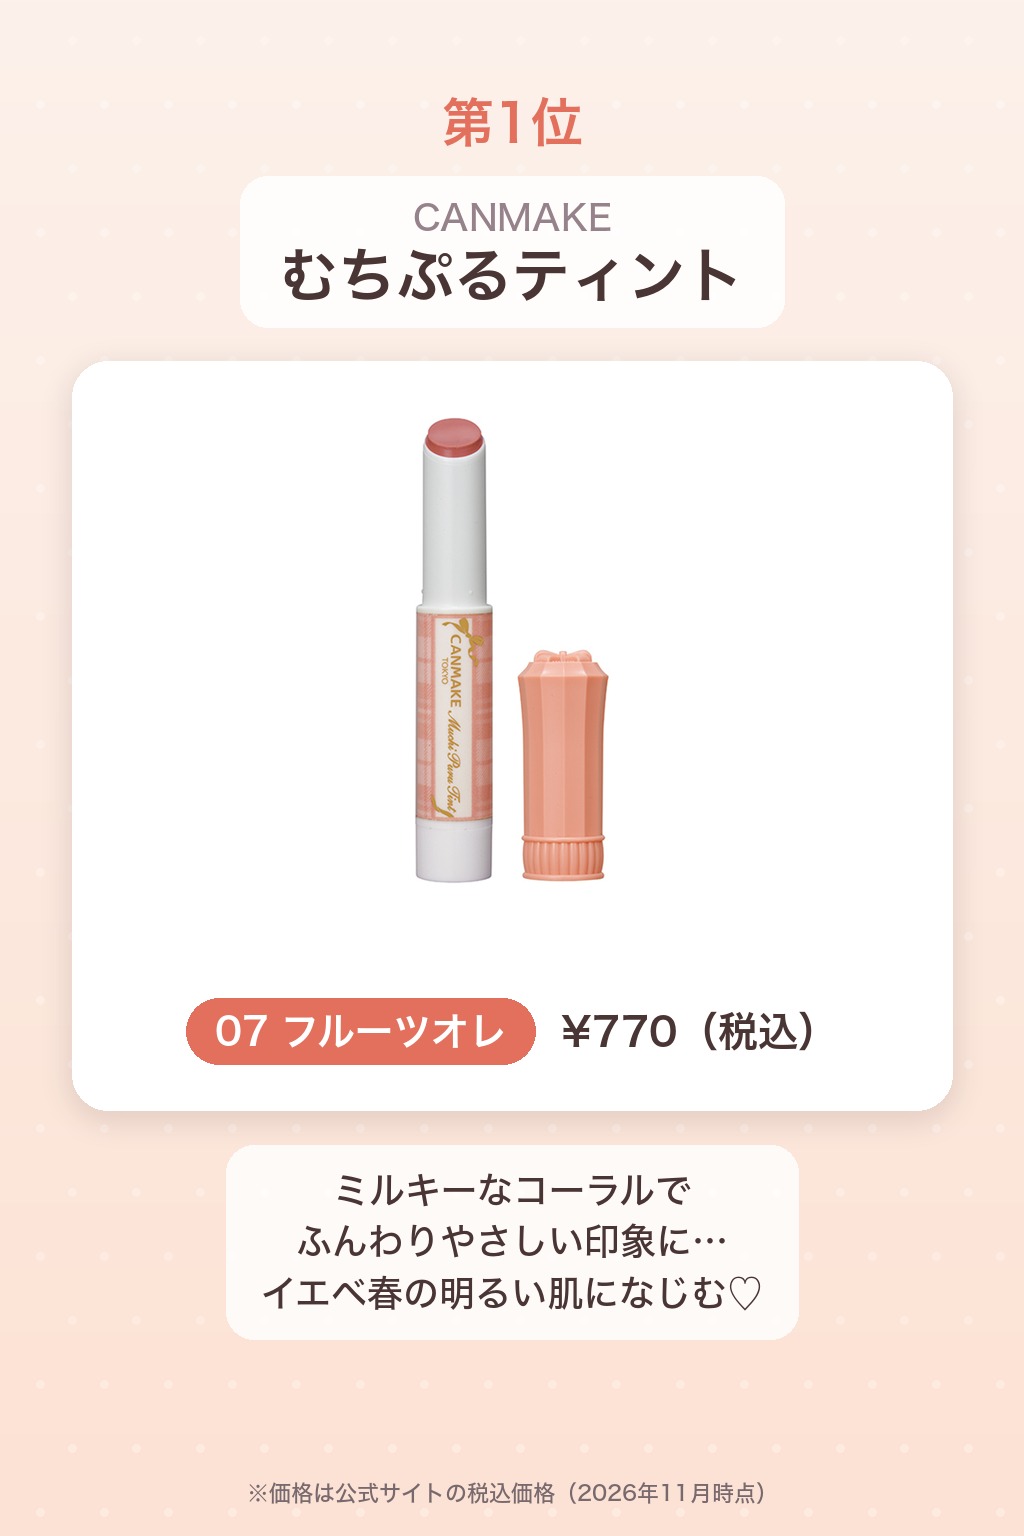 第1位
CANMAKE
むちぷるティント
CANMAKE
TOKYO
Muchi Puru Tint
07 フルーツオレ ¥770（税込）
ミルキーなコーラルで
ふんわりやさしい印象に…
イエベ春の明るい肌になじむ♡
※価格は公式サイトの税込価格（2026年11月時点）